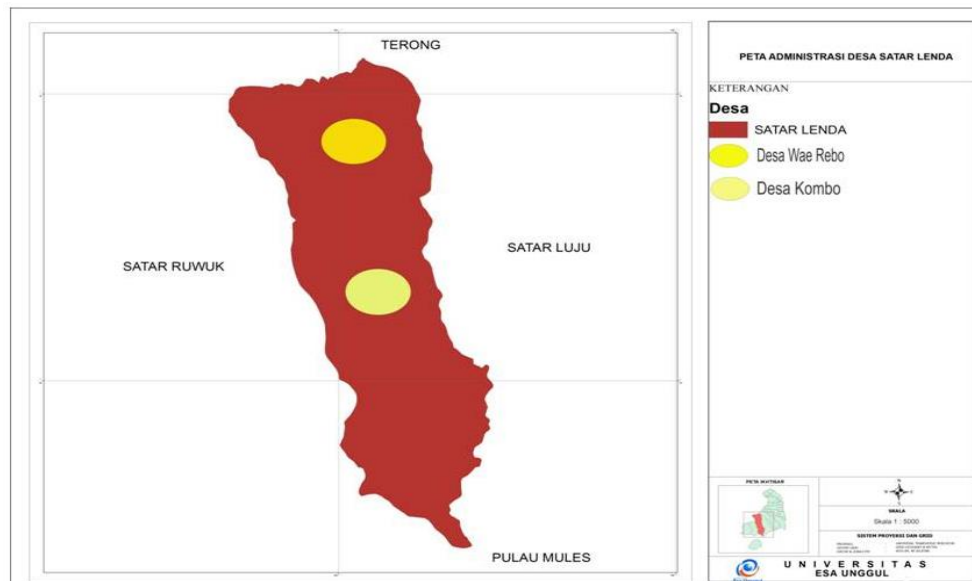 TERONG
SATAR RUWUK
SATAR LUJU
PULAU MULES
PETA ADMINISTRASI DESA SATAR LENDA
KETERANGAN
Desa
SATAR LENDA
Desa Wae Rebo
Desa Kombo
PETA IKHTISAR
N
SKALA
Skala 1 : 5000
SISTEM PROYEKSI DAN GRID
UNIVERSITAS
ESA UNGGUL